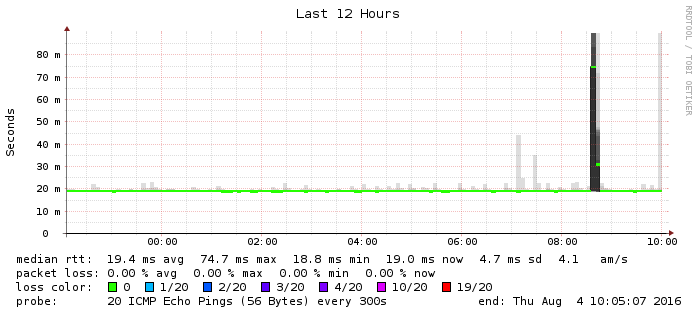 Last 12 Hours
RRDTOOL / TOBI OETIKER
Seconds
80 m
70 m
60 m
50 m
40 m
30 m
20 m
10 m
0
00:00 02:00 04:00 06:00 08:00 10:00
median rtt: 19.4 ms avg 74.7 ms max 18.8 ms min 19.0 ms now 4.7 ms sd 4.1 am/s
packet loss: 0.00 % avg 0.00 % max 0.00 % min 0.00 % now
loss color: 0 1/20 2/20 3/20 4/20 10/20 19/20
probe: 20 ICMP Echo Pings (56 Bytes) every 300s end: Thu Aug 4 10:05:07 2016